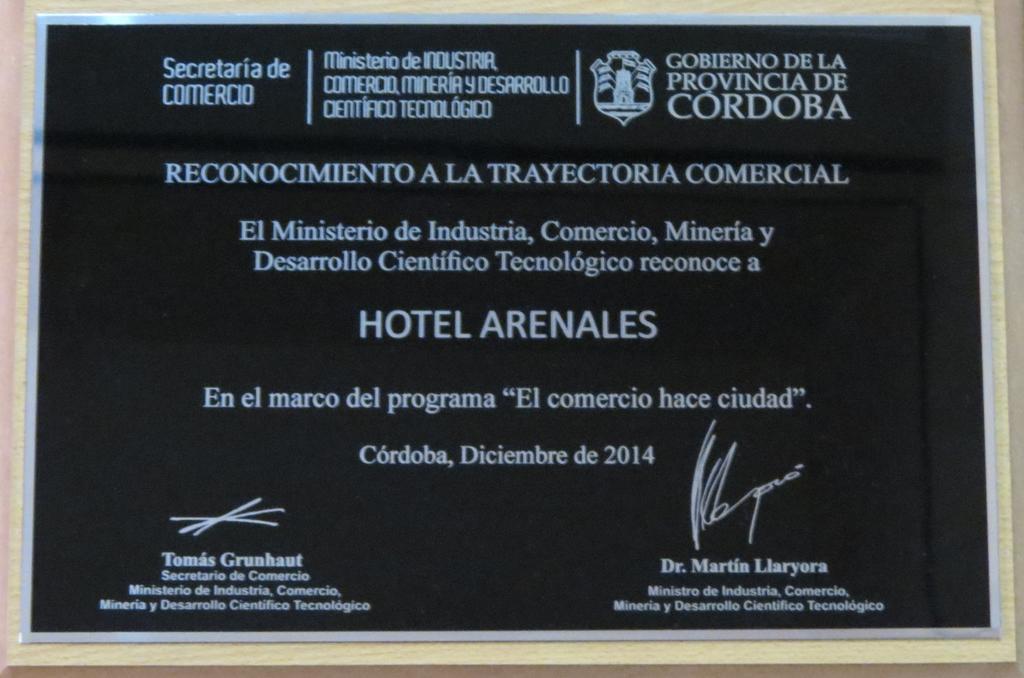 Secretaría de
COMERCIO
Ministerio de INDUSTRIA,
COMERCIO, MINERÍA Y DESARROLLO
CIENTÍFICO TECNOLÓGICO
GOBIERNO DE LA
PROVINCIA DE
CÓRDOBA
RECONOCIMIENTO A LA TRAYECTORIA COMERCIAL
El Ministerio de Industria, Comercio, Minería y
Desarrollo Científico Tecnológico reconoce a
HOTEL ARENALES
En el marco del programa “El comercio hace ciudad”.
Córdoba, Diciembre de 2014
Tomás Grunhaut
Secretario de Comercio
Ministerio de Industria, Comercio,
Minería y Desarrollo Científico Tecnológico
Dr. Martín Llaryora
Ministro de Industria, Comercio,
Minería y Desarrollo Científico Tecnológico